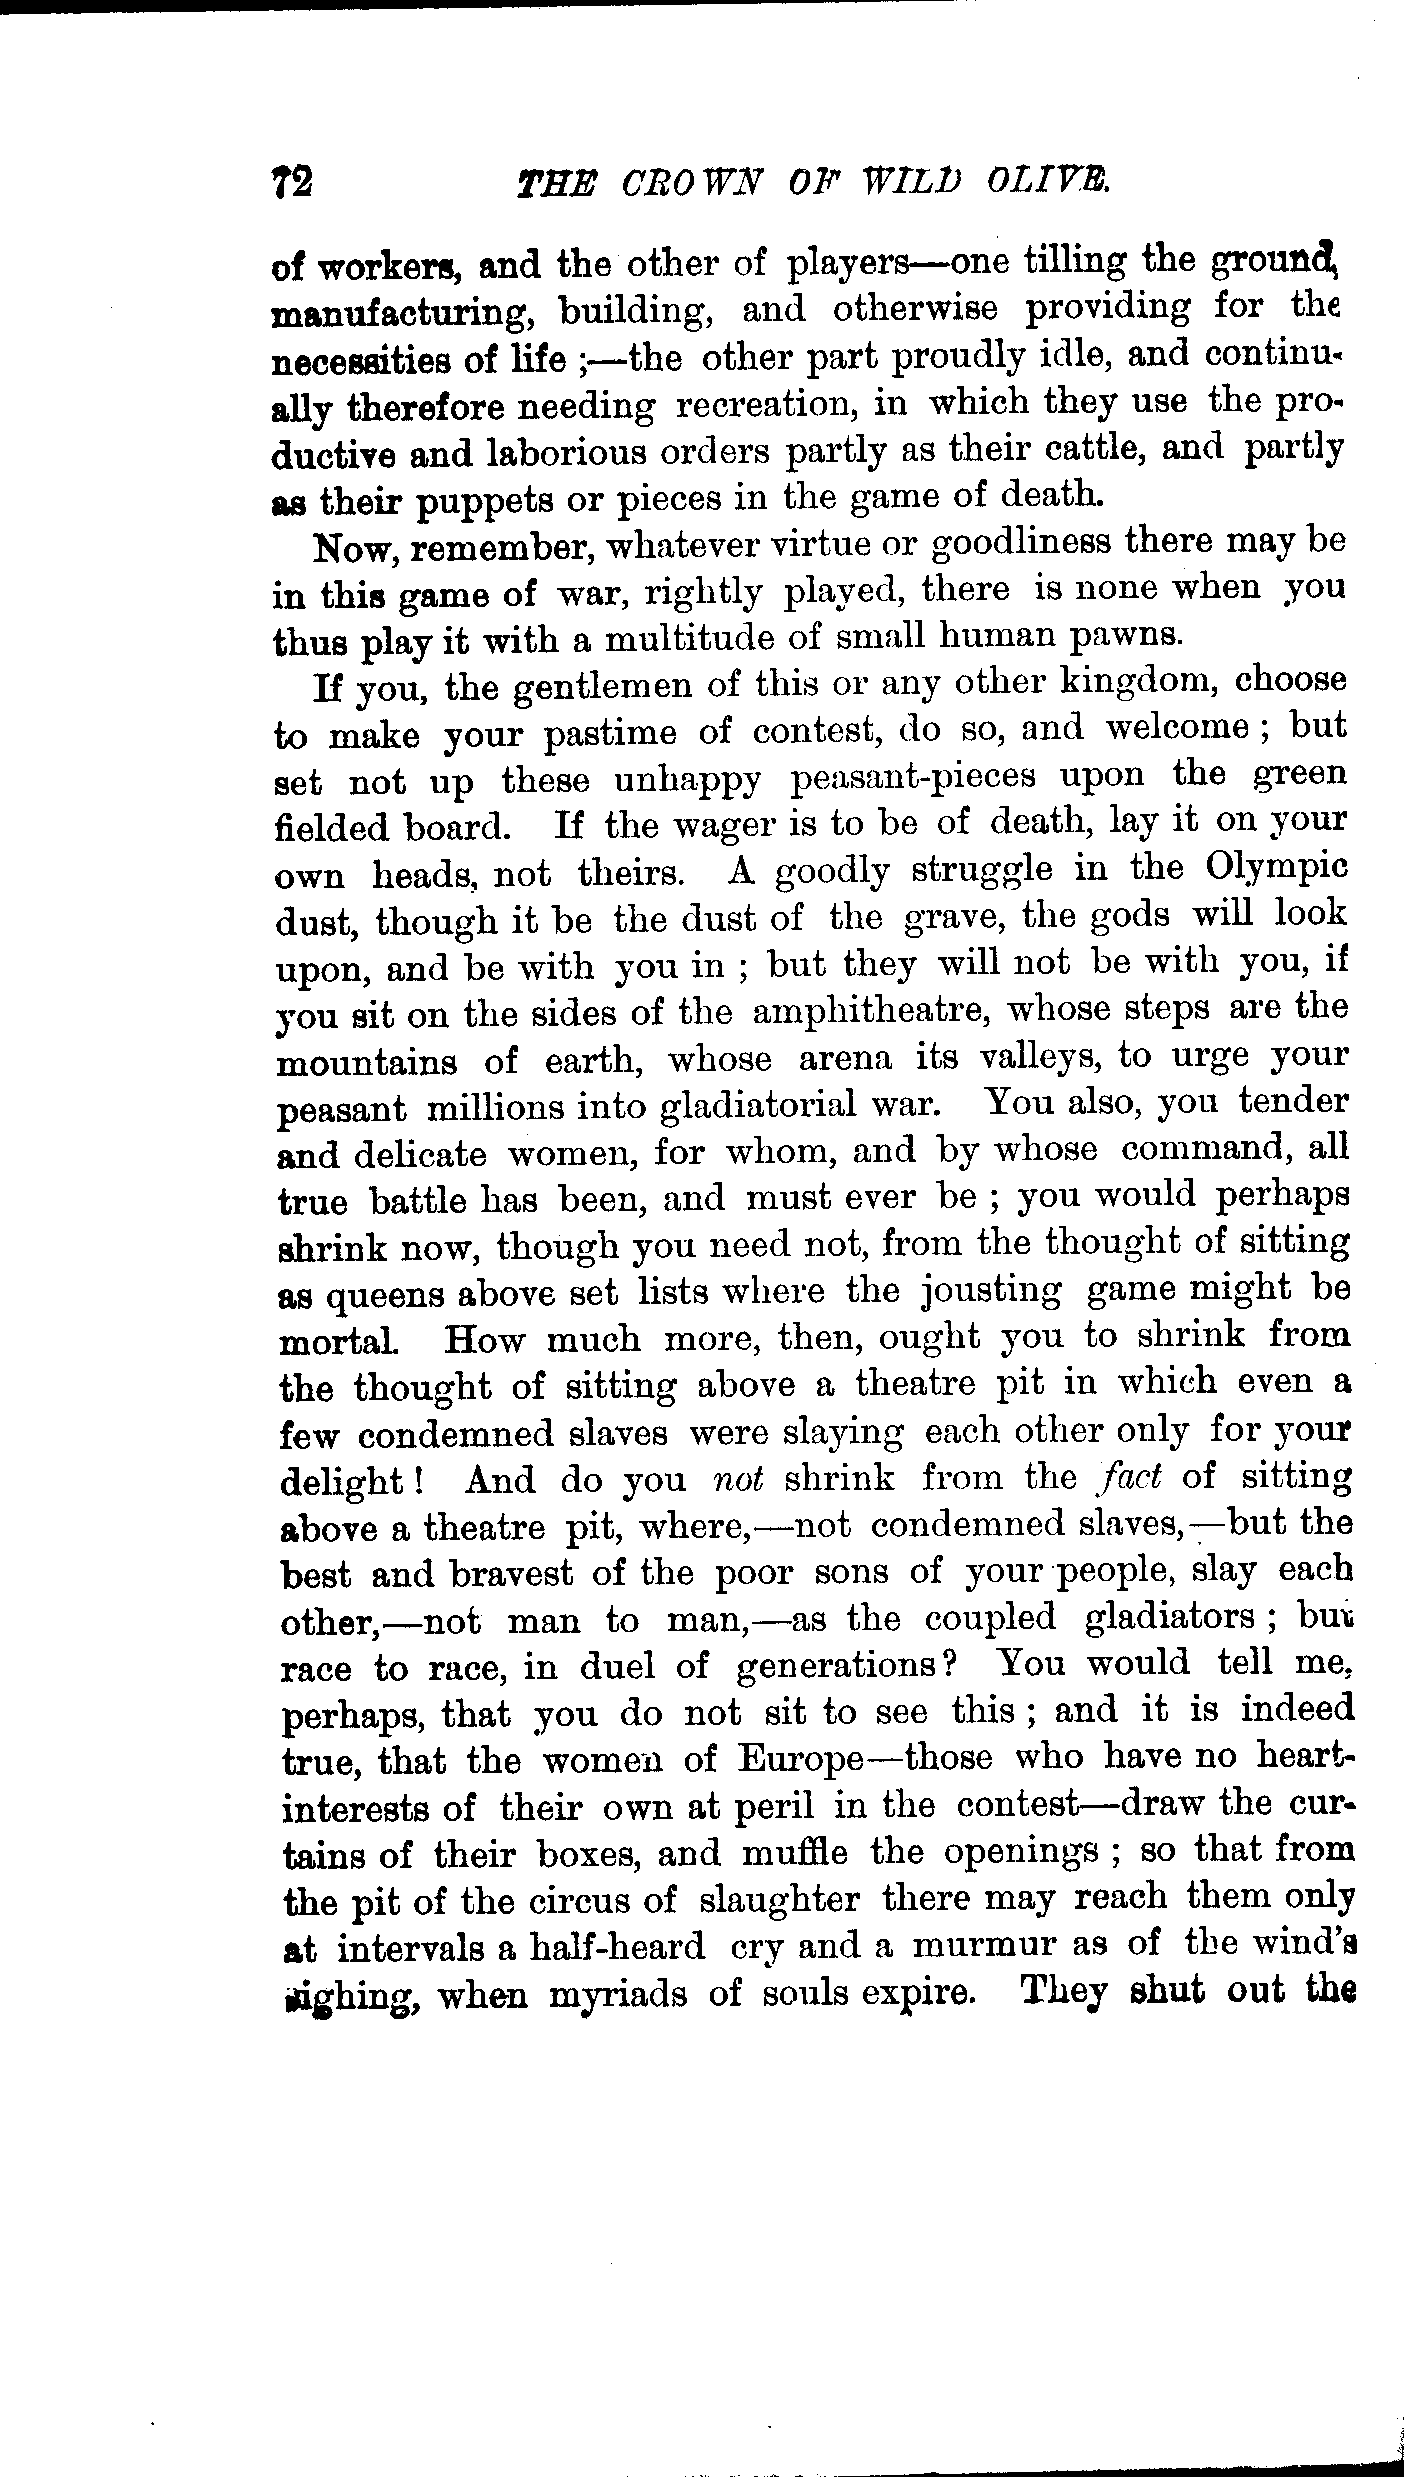 72 THE CROWN OF WILD OLIVE.
of workers, and the other of players—one tilling the ground,
manufacturing, building, and otherwise providing for the
necessities of life ;—the other part proudly idle, and continu-
ally therefore needing recreation, in which they use the pro-
ductive and laborious orders partly as their cattle, and partly
as their puppets or pieces in the game of death.
Now, remember, whatever virtue or goodliness there may be
in this game of war, rightly played, there is none when you
thus play it with a multitude of small human pawns.
If you, the gentlemen of this or any other kingdom, choose
to make your pastime of contest, do so, and welcome ; but
set not up these unhappy peasant-pieces upon the green
fielded board. If the wager is to be of death, lay it on your
own heads, not theirs. A goodly struggle in the Olympic
dust, though it be the dust of the grave, the gods will look
upon, and be with you in ; but they will not be with you, if
you sit on the sides of the amphitheatre, whose steps are the
mountains of earth, whose arena its valleys, to urge your
peasant millions into gladiatorial war. You also, you tender
and delicate women, for whom, and by whose command, all
true battle has been, and must ever be ; you would perhaps
shrink now, though you need not, from the thought of sitting
as queens above set lists where the jousting game might be
mortal. How much more, then, ought you to shrink from
the thought of sitting above a theatre pit in which even a
few condemned slaves were slaying each other only for your
delight ! And do you not shrink from the fact of sitting
above a theatre pit, where,—not condemned slaves,—but the
best and bravest of the poor sons of your people, slay each
other,—not man to man,—as the coupled gladiators ; but
race to race, in duel of generations? You would tell me,
perhaps, that you do not sit to see this ; and it is indeed
true, that the women of Europe—those who have no heart-
interests of their own at peril in the contest—draw the cur-
tains of their boxes, and muffle the openings ; so that from
the pit of the circus of slaughter there may reach them only
at intervals a half-heard cry and a murmur as of the wind's
sighing, when myriads of souls expire. They shut out the